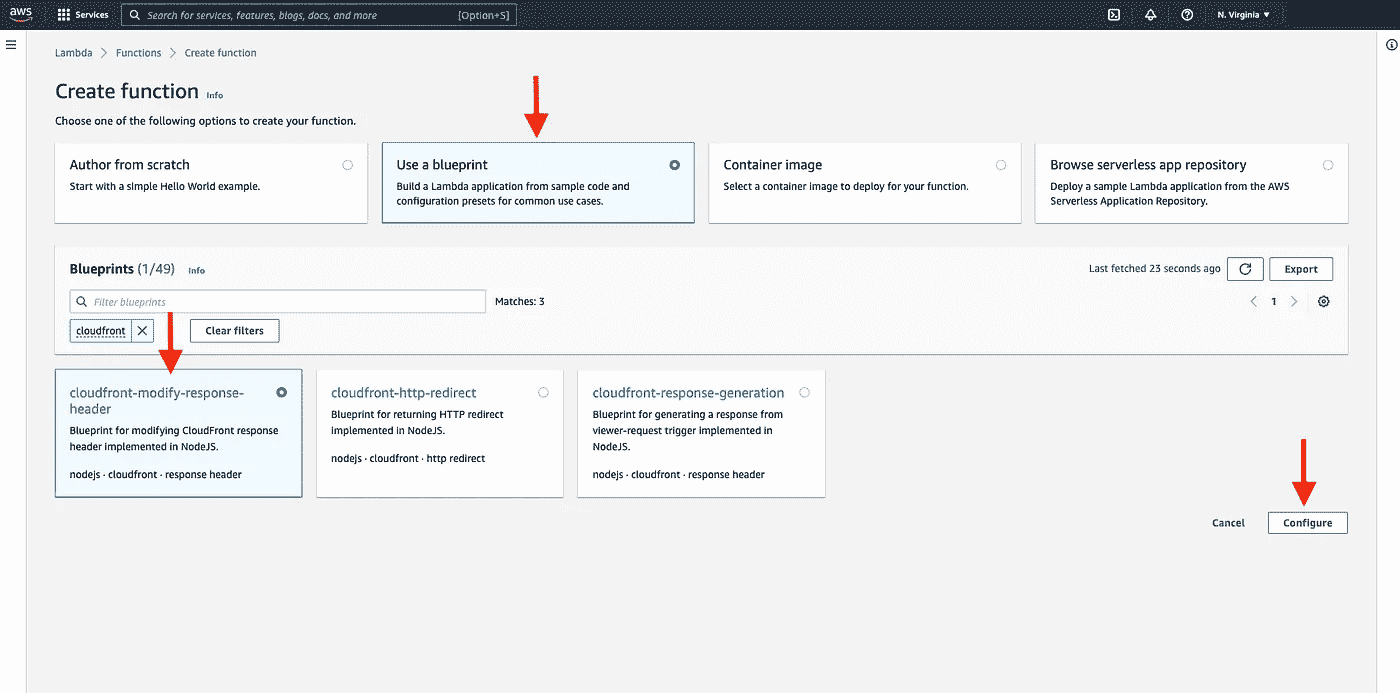 aws
Services
Search for services, features, blogs, docs, and more
[Option+S]
N. Virginia
Lambda
Functions
Create function
Create function
Info
Choose one of the following options to create your function.
Author from scratch
Start with a simple Hello World example.
Use a blueprint
Build a Lambda application from sample code and
configuration presets for common use cases.
Container image
Select a container image to deploy for your function.
Browse serverless app repository
Deploy a sample Lambda application from the AWS
Serverless Application Repository.
Blueprints (1/49)
Info
Last fetched 23 seconds ago
Export
Filter blueprints
Matches: 3
1
cloudfront
Clear filters
cloudfront-modify-response-
header
Blueprint for modifying CloudFront response
header implemented in NodeJS.
nodejs · cloudfront · response header
cloudfront-http-redirect
Blueprint for returning HTTP redirect
implemented in NodeJS.
nodejs · cloudfront · http redirect
cloudfront-response-generation
Blueprint for generating a response from
viewer-request trigger implemented in
NodeJS.
nodejs · cloudfront · response header
Cancel
Configure